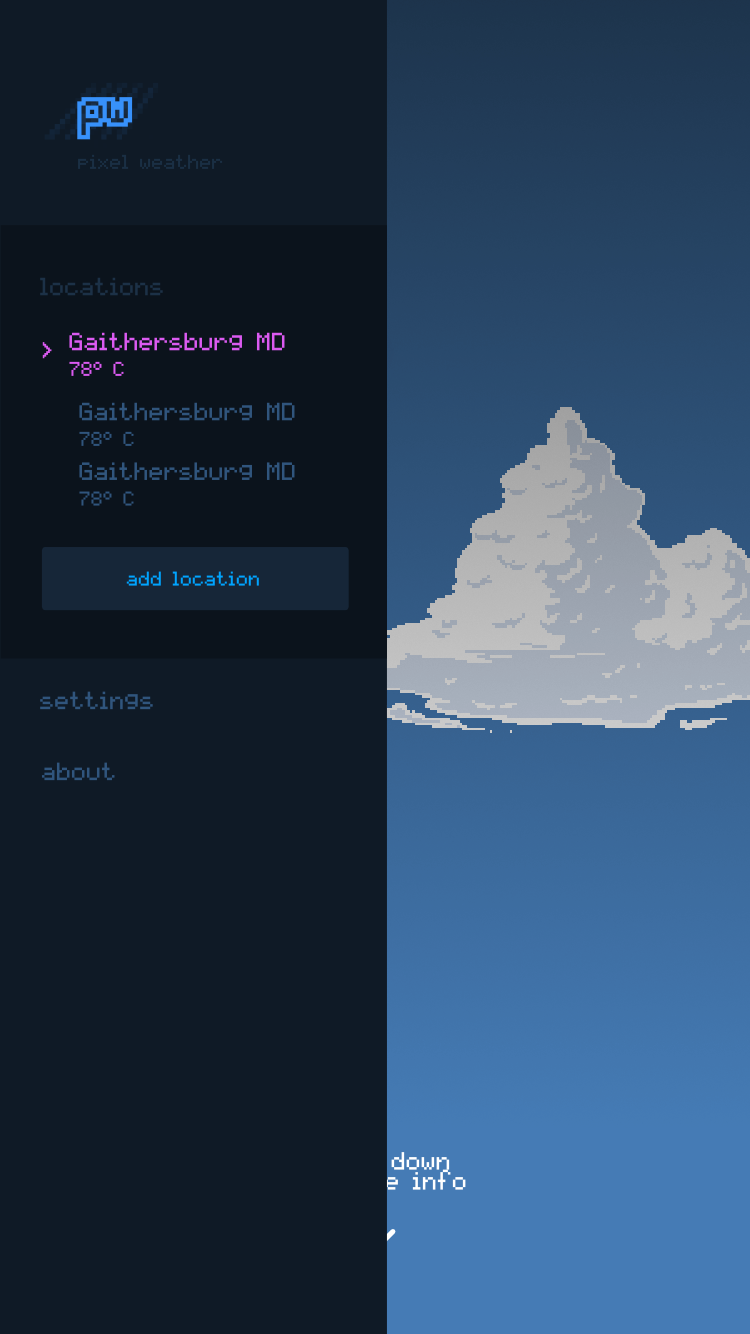 pw
pixel weather
locations
> Gaithersburg MD
78° C
Gaithersburg MD
78° C
Gaithersburg MD
78° C
add location
settings
about
down
e info